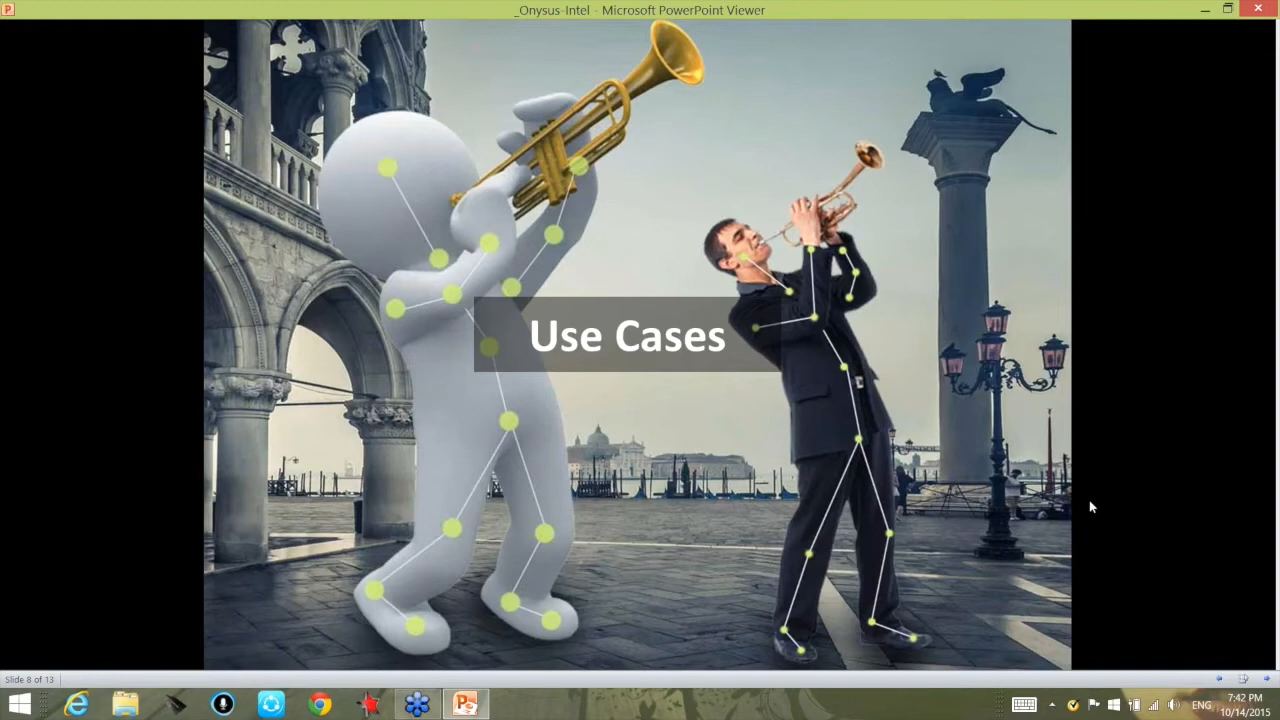 _Onysus-Intel - Microsoft PowerPoint Viewer
Use Cases
Slide 8 of 13
ENG
7:42 PM
10/14/2015